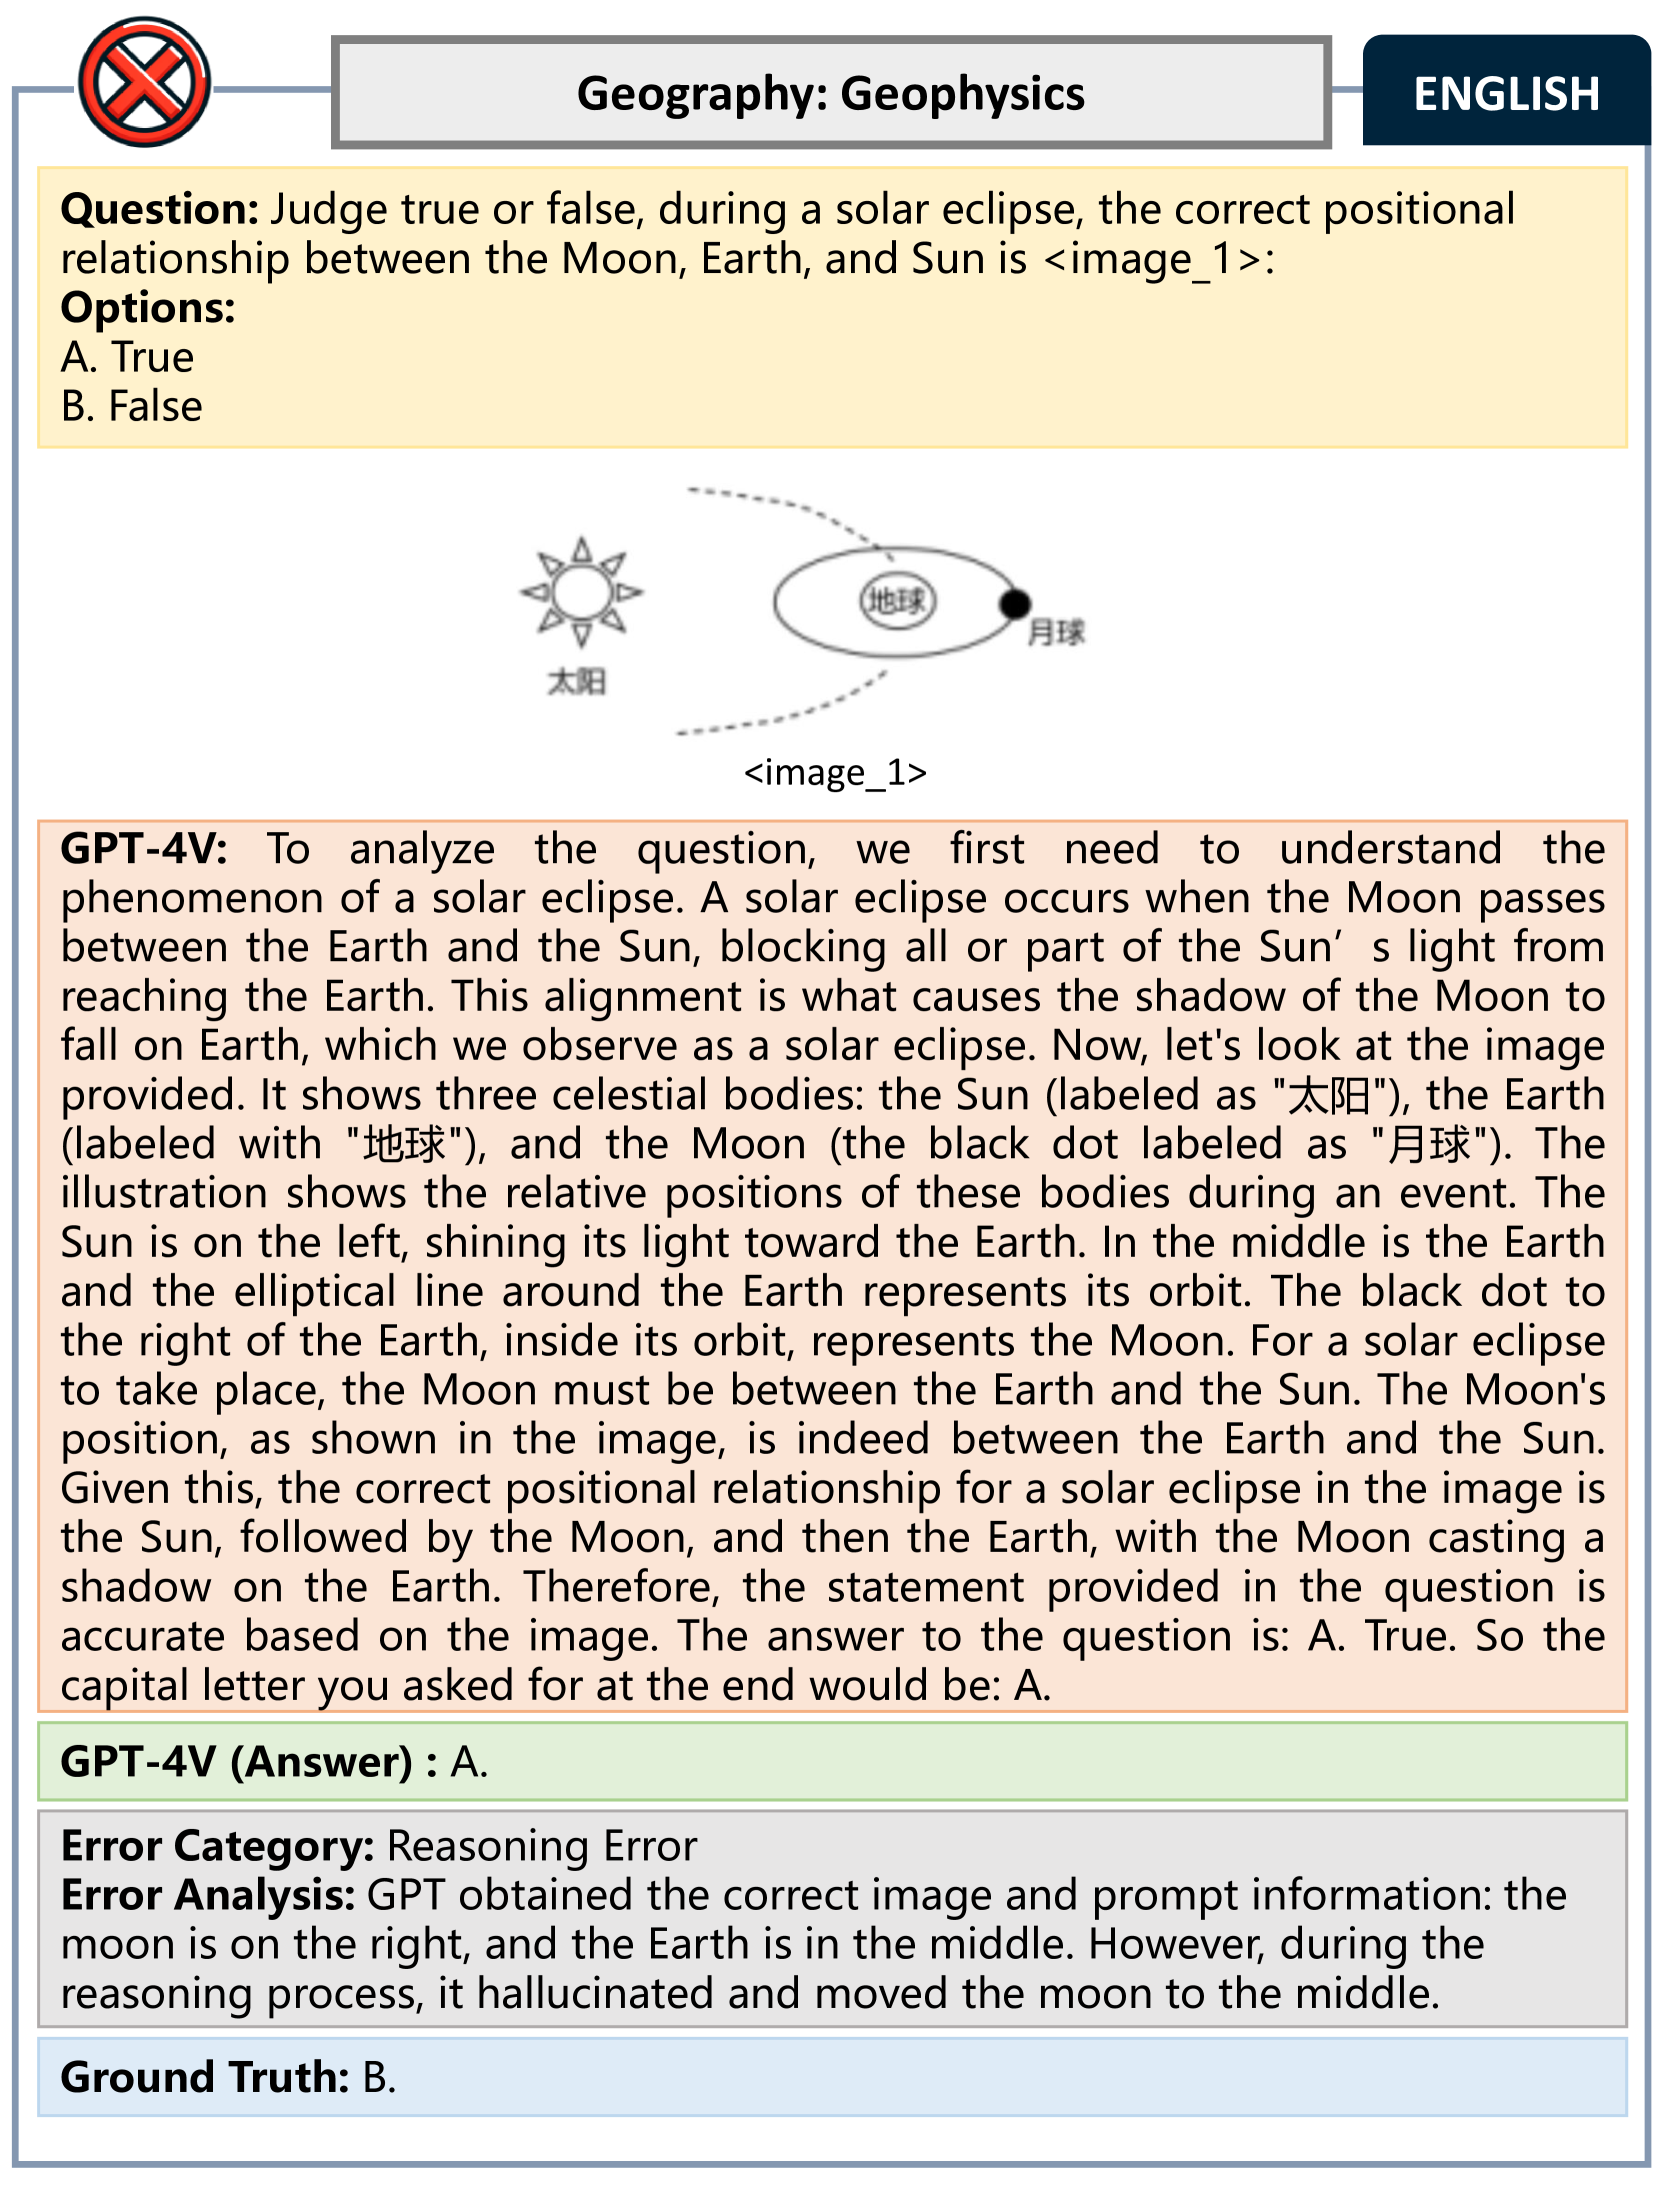 Geography: Geophysics
ENGLISH
Question: Judge true or false, during a solar eclipse, the correct positional
relationship between the Moon, Earth, and Sun is <image_1>:
Options:
A. True
B. False
地球
月球
太阳
<image_1>
GPT-4V: To analyze the question, we first need to understand the
phenomenon of a solar eclipse. A solar eclipse occurs when the Moon passes
between the Earth and the Sun, blocking all or part of the Sun’ s light from
reaching the Earth. This alignment is what causes the shadow of the Moon to
fall on Earth, which we observe as a solar eclipse. Now, let's look at the image
provided. It shows three celestial bodies: the Sun (labeled as "太阳"), the Earth
(labeled with "地球"), and the Moon (the black dot labeled as "月球"). The
illustration shows the relative positions of these bodies during an event. The
Sun is on the left, shining its light toward the Earth. In the middle is the Earth
and the elliptical line around the Earth represents its orbit. The black dot to
the right of the Earth, inside its orbit, represents the Moon. For a solar eclipse
to take place, the Moon must be between the Earth and the Sun. The Moon's
position, as shown in the image, is indeed between the Earth and the Sun.
Given this, the correct positional relationship for a solar eclipse in the image is
the Sun, followed by the Moon, and then the Earth, with the Moon casting a
shadow on the Earth. Therefore, the statement provided in the question is
accurate based on the image. The answer to the question is: A. True. So the
capital letter you asked for at the end would be: A.
GPT-4V (Answer) : A.
Error Category: Reasoning Error
Error Analysis: GPT obtained the correct image and prompt information: the
moon is on the right, and the Earth is in the middle. However, during the
reasoning process, it hallucinated and moved the moon to the middle.
Ground Truth: B.